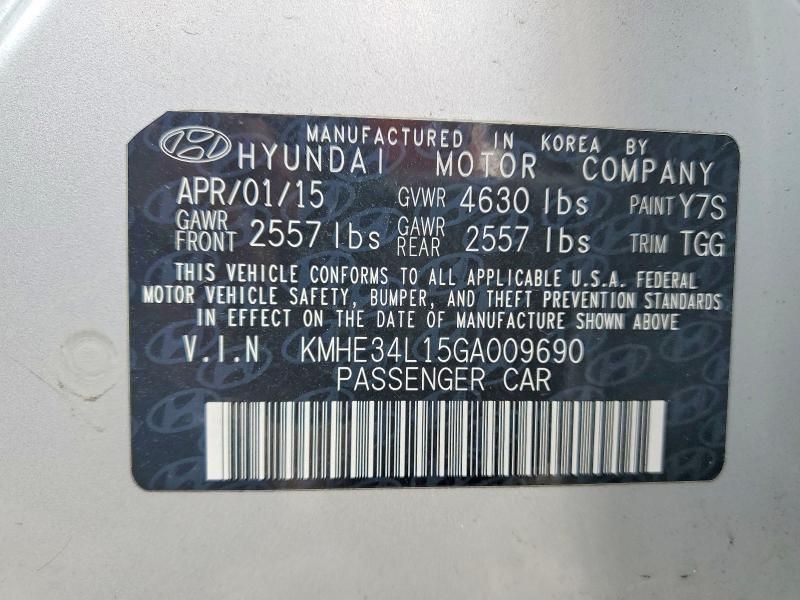 MANUFACTURED IN KOREA BY
HYUNDAI MOTOR COMPANY
APR/01/15 GVWR 4630 lbs PAINT Y7S
GAWR FRONT 2557 lbs GAWR REAR 2557 lbs TRIM TGG
THIS VEHICLE CONFORMS TO ALL APPLICABLE U.S.A. FEDERAL
MOTOR VEHICLE SAFETY, BUMPER, AND THEFT PREVENTION STANDARDS
IN EFFECT ON THE DATE OF MANUFACTURE SHOWN ABOVE
V.I.N KMHE34L15GA009690
PASSENGER CAR